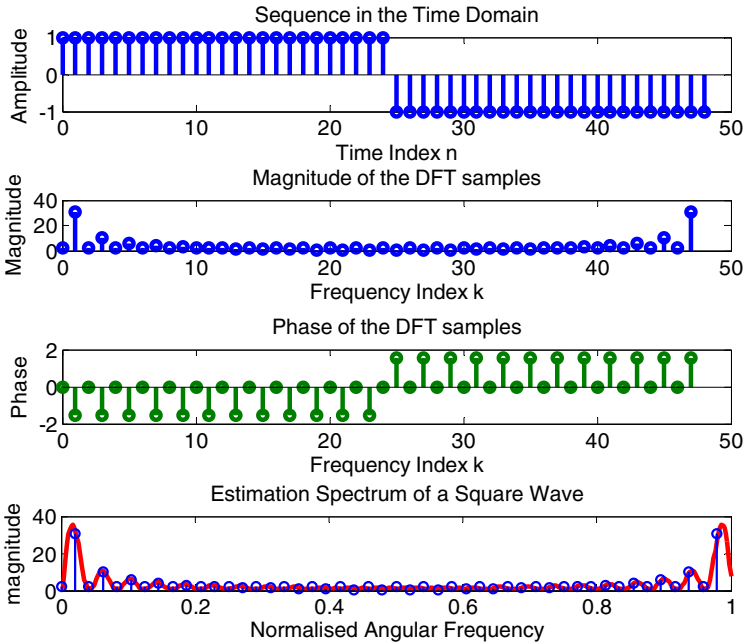 Sequence in the Time Domain
Amplitude
1
0
-1
0 10 20 30 40 50
Time Index n
Magnitude of the DFT samples
Magnitude
40
20
0
0 10 20 30 40 50
Frequency Index k
Phase of the DFT samples
Phase
2
0
-2
0 10 20 30 40 50
Frequency Index k
Estimation Spectrum of a Square Wave
magnitude
40
20
0
0 0.2 0.4 0.6 0.8 1
Normalised Angular Frequency